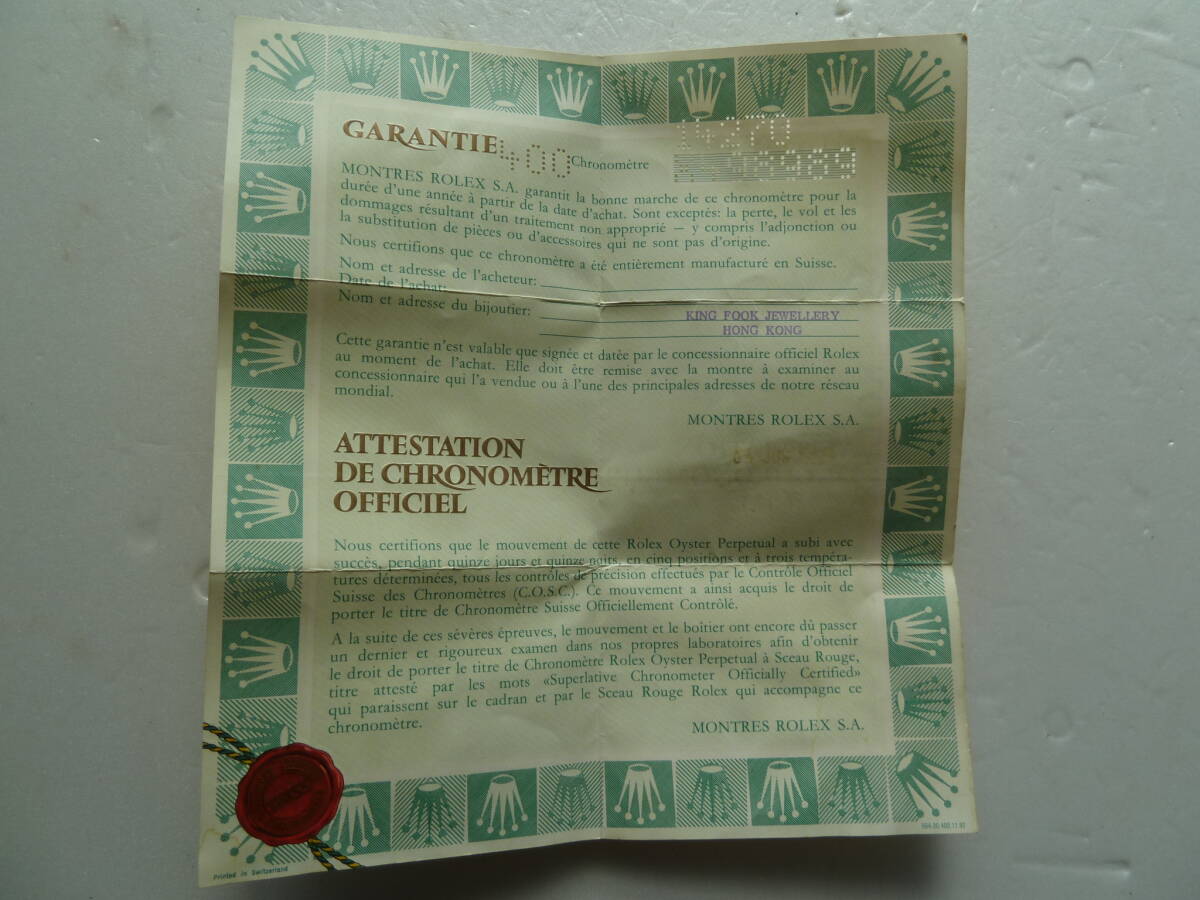 14270
GARANTIE 400 Chronomètre
MONTRES ROLEX S.A. garantit la bonne marche de ce chronomètre pour la
durée d'une année à partir de la date d'achat. Sont exceptés: la perte, le vol et les
dommages résultant d'un traitement non approprié — y compris l'adjonction ou
la substitution de pièces ou d'accessoires qui ne sont pas d'origine.
Nous certifions que ce chronomètre a été entièrement manufacturé en Suisse.
Nom et adresse de l'acheteur:
Date de l'achat:
Nom et adresse du bijoutier:
KING FOOK JEWELLERY
HONG KONG
Cette garantie n'est valable que signée et datée par le concessionnaire officiel Rolex
au moment de l'achat. Elle doit être remise avec la montre à examiner au
concessionnaire qui l'a vendue ou à l'une des principales adresses de notre réseau
mondial.
MONTRES ROLEX S.A.
ATTESTATION
DE CHRONOMÈTRE
OFFICIEL
Nous certifions que le mouvement de cette Rolex Oyster Perpetual a subi avec
succès, pendant quinze jours et quinze nuits, en cinq positions et à trois tempéra-
tures déterminées, tous les contrôles de précision effectués par le Contrôle Officiel
Suisse des Chronomètres (C.O.S.C.). Ce mouvement a ainsi acquis le droit de
porter le titre de Chronomètre Suisse Officiellement Contrôlé.
A la suite de ces sévères épreuves, le mouvement et le boîtier ont encore dû passer
un dernier et rigoureux examen dans nos propres laboratoires afin d'obtenir
le droit de porter le titre de Chronomètre Rolex Oyster Perpetual à Sceau Rouge,
titre attesté par les mots «Superlative Chronometer Officially Certified»
qui paraissent sur le cadran et par le Sceau Rouge Rolex qui accompagne ce
chronomètre.
MONTRES ROLEX S.A.
Printed in Switzerland